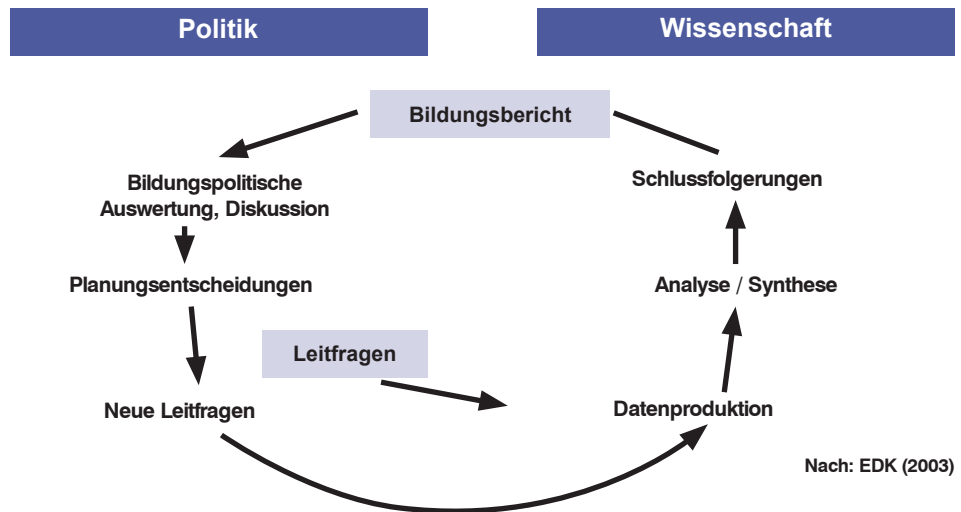 Politik
Wissenschaft
Bildungsbericht
Bildungspolitische
Auswertung, Diskussion
Schlussfolgerungen
Planungsentscheidungen
Analyse / Synthese
Leitfragen
Neue Leitfragen
Datenproduktion
Nach: EDK (2003)